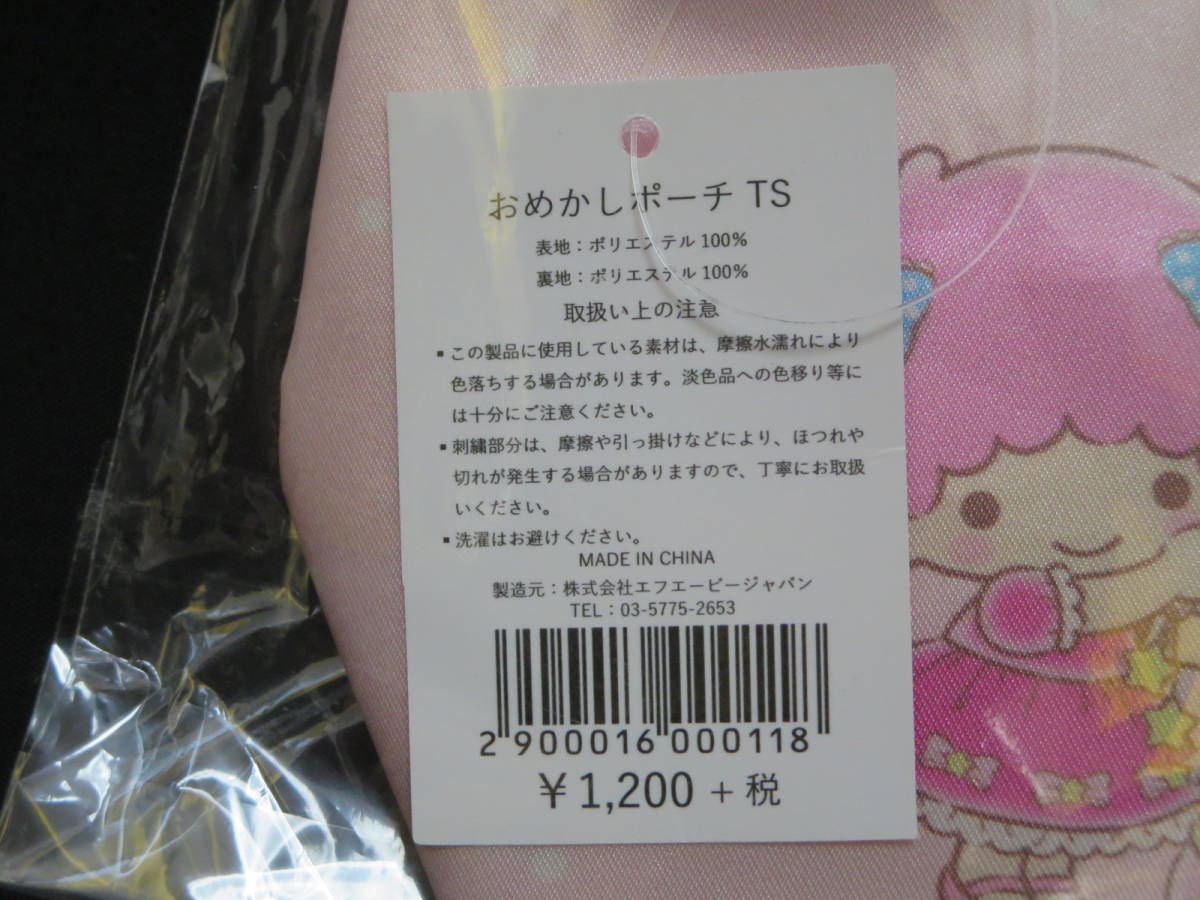 おめかしポーチ TS
表地：ポリエステル 100%
裏地：ポリエステル 100%
取扱い上の注意
▪ この製品に使用している素材は、摩擦水濡れにより
色落ちする場合があります。淡色品への色移り等に
は十分にご注意ください。
▪ 刺繍部分は、摩擦や引っ掛けなどにより、ほつれや
切れが発生する場合がありますので、丁寧にお取扱
いください。
▪ 洗濯はお避けください。
MADE IN CHINA
製造元：株式会社エフエービージャパン
TEL：03-5775-2653
2 900016 000118
￥1,200 + 税